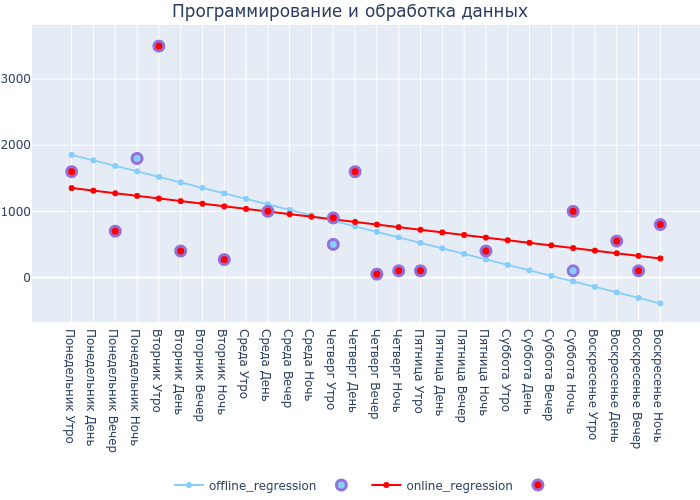 Программирование и обработка данных
3000
2000
1000
0
Понедельник Утро
Понедельник День
Понедельник Вечер
Понедельник Ночь
Вторник Утро
Вторник День
Вторник Вечер
Вторник Ночь
Среда Утро
Среда День
Среда Вечер
Среда Ночь
Четверг Утро
Четверг День
Четверг Вечер
Четверг Ночь
Пятница Утро
Пятница День
Пятница Вечер
Пятница Ночь
Суббота Утро
Суббота День
Суббота Вечер
Суббота Ночь
Воскресенье Утро
Воскресенье День
Воскресенье Вечер
Воскресенье Ночь
offline_regression online_regression